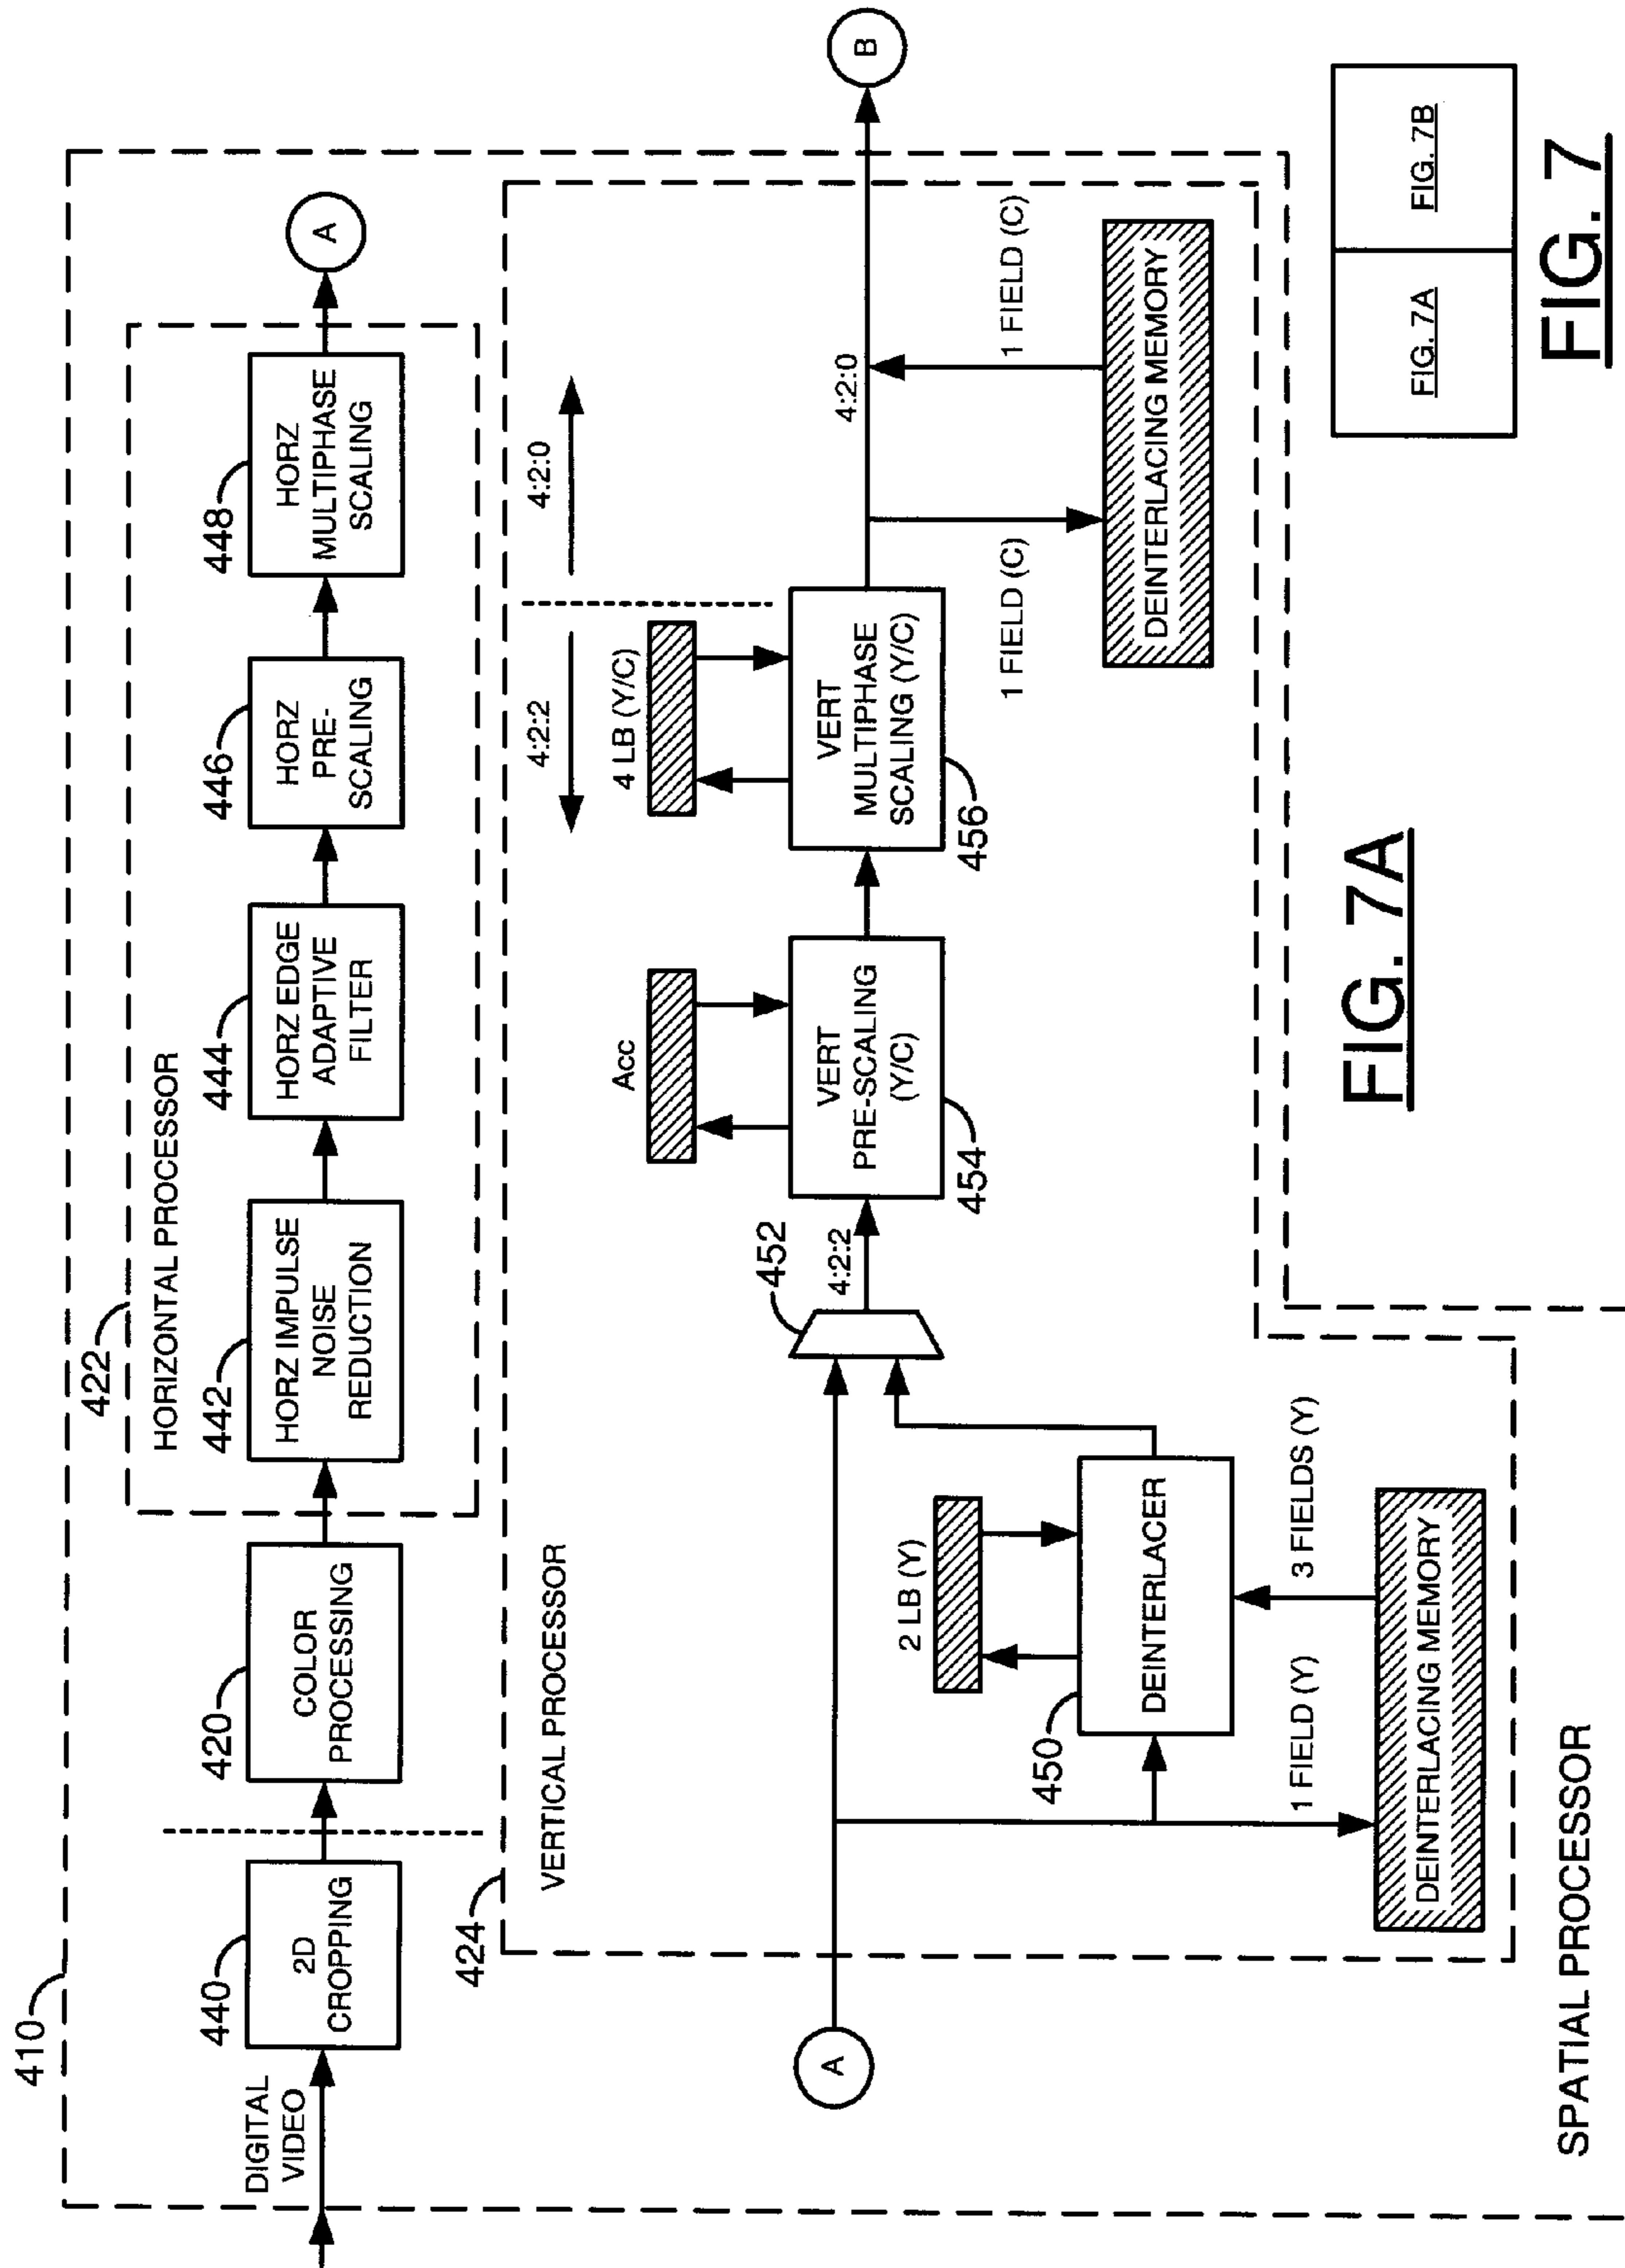 410
DIGITAL
VIDEO
440
2D
CROPPING
420
COLOR
PROCESSING
422
HORIZONTAL PROCESSOR
442
HORZ IMPULSE
NOISE
REDUCTION
444
HORZ EDGE
ADAPTIVE
FILTER
446
HORZ
PRE-
SCALING
448
HORZ
MULTIPHASE
SCALING
A
424
VERTICAL PROCESSOR
4:2:2
4:2:0
A
450
DEINTERLACER
2 LB (Y)
1 FIELD (Y)
3 FIELDS (Y)
DEINTERLACING MEMORY
452
4:2:2
Acc
VERT
PRE-SCALING
(Y/C)
454
4 LB (Y/C)
VERT
MULTIPHASE
SCALING (Y/C)
456
4:2:0
1 FIELD (C)
1 FIELD (C)
DEINTERLACING MEMORY
B
SPATIAL PROCESSOR
FIG. 7A
FIG. 7A
FIG. 7B
FIG. 7